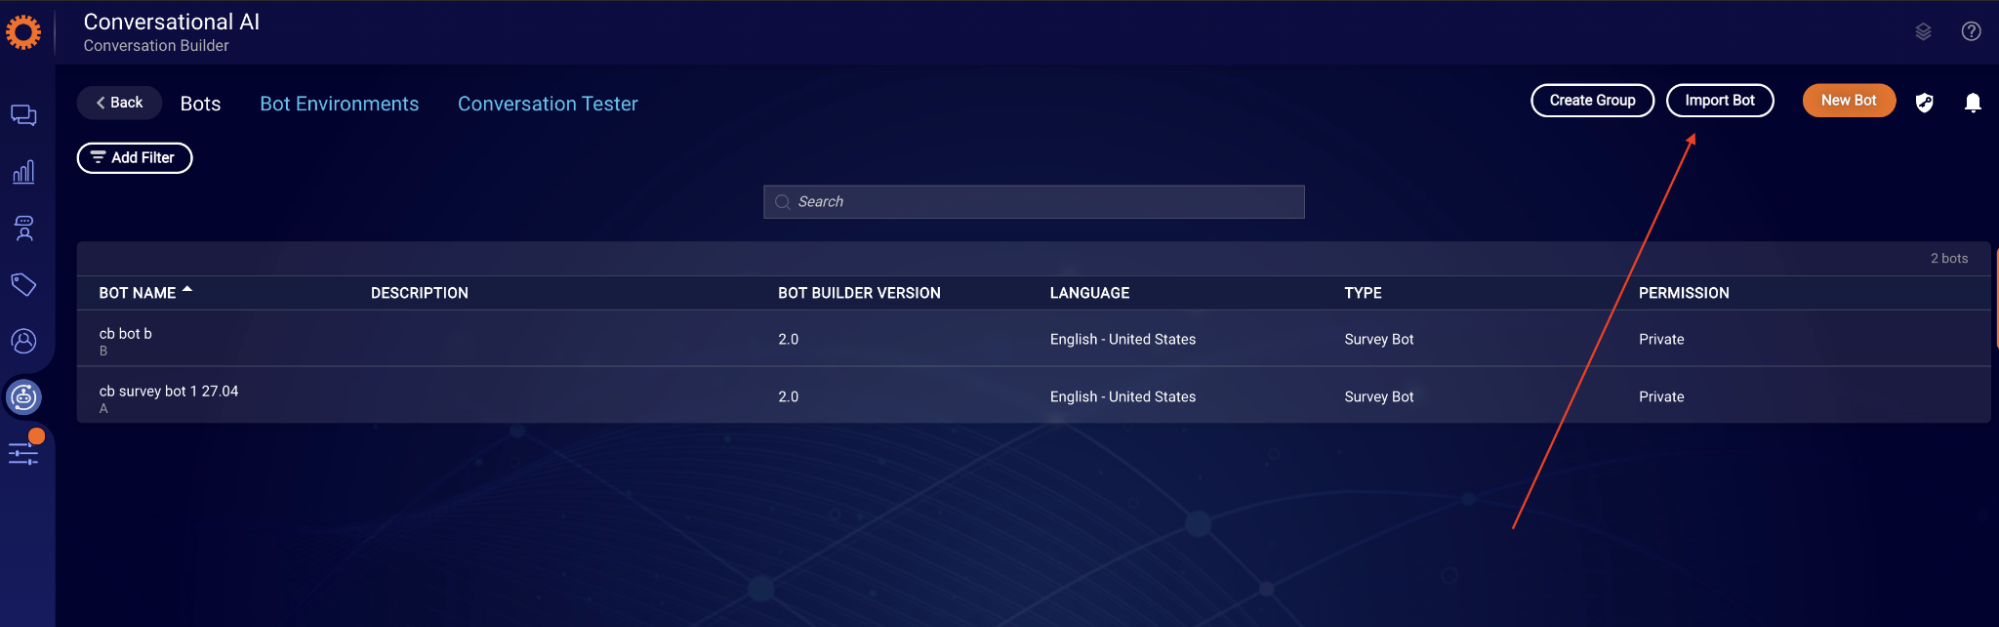 Conversational AI
Conversation Builder
Back
Bots
Bot Environments
Conversation Tester
Create Group
Import Bot
New Bot
Add Filter
Search
2 bots
BOT NAME DESCRIPTION BOT BUILDER VERSION LANGUAGE TYPE PERMISSION
cb bot b
B
2.0 English - United States Survey Bot Private
cb survey bot 1 27.04
A
2.0 English - United States Survey Bot Private